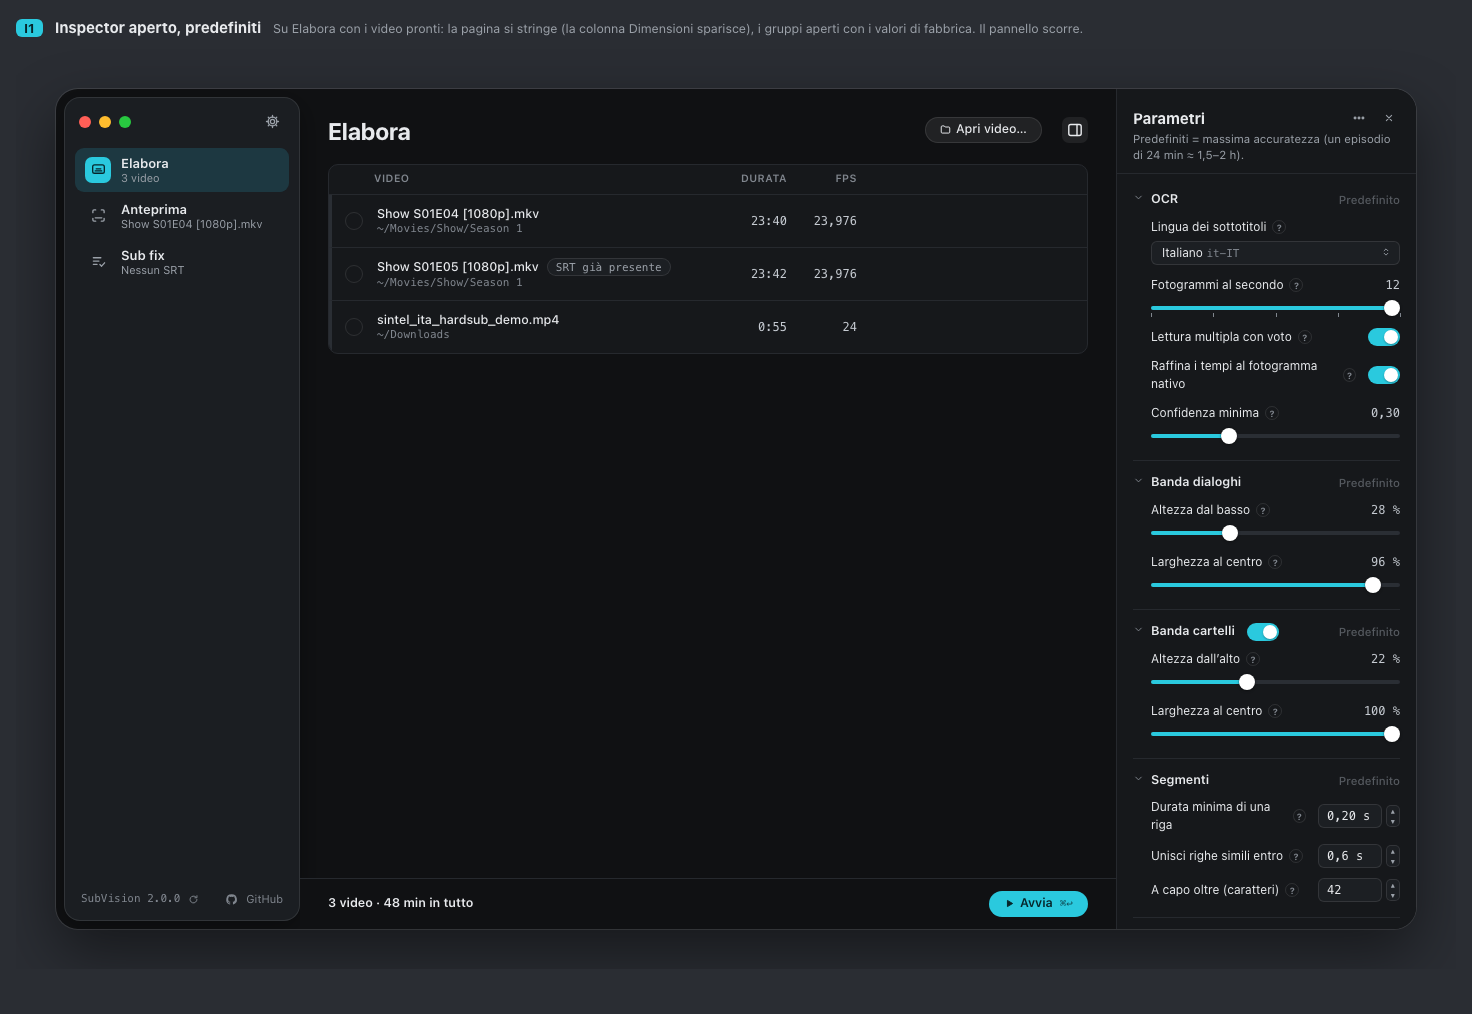 I1 Inspector aperto, predefiniti Su Elabora con i video pronti: la pagina si stringe (la colonna Dimensioni sparisce), i gruppi aperti con i valori di fabbrica. Il pannello scorre.
Elabora
3 video
Anteprima
Show S01E04 [1080p].mkv
Sub fix
Nessun SRT
SubVision 2.0.0 GitHub
Elabora
Apri video...
VIDEO DURATA FPS
Show S01E04 [1080p].mkv 23:40 23,976
~/Movies/Show/Season 1
Show S01E05 [1080p].mkv SRT già presente 23:42 23,976
~/Movies/Show/Season 1
sintel_ita_hardsub_demo.mp4 0:55 24
~/Downloads
3 video · 48 min in tutto
Avvia ⌘↩
Parametri
Predefiniti = massima accuratezza (un episodio
di 24 min ≈ 1,5–2 h).
OCR Predefinito
Lingua dei sottotitoli ?
Italiano it-IT
Fotogrammi al secondo ? 12
Lettura multipla con voto ?
Raffina i tempi al fotogramma
nativo ?
Confidenza minima ? 0,30
Banda dialoghi Predefinito
Altezza dal basso ? 28 %
Larghezza al centro ? 96 %
Banda cartelli Predefinito
Altezza dall'alto ? 22 %
Larghezza al centro ? 100 %
Segmenti Predefinito
Durata minima di una
riga ? 0,20 s
Unisci righe simili entro ? 0,6 s
A capo oltre (caratteri) ? 42